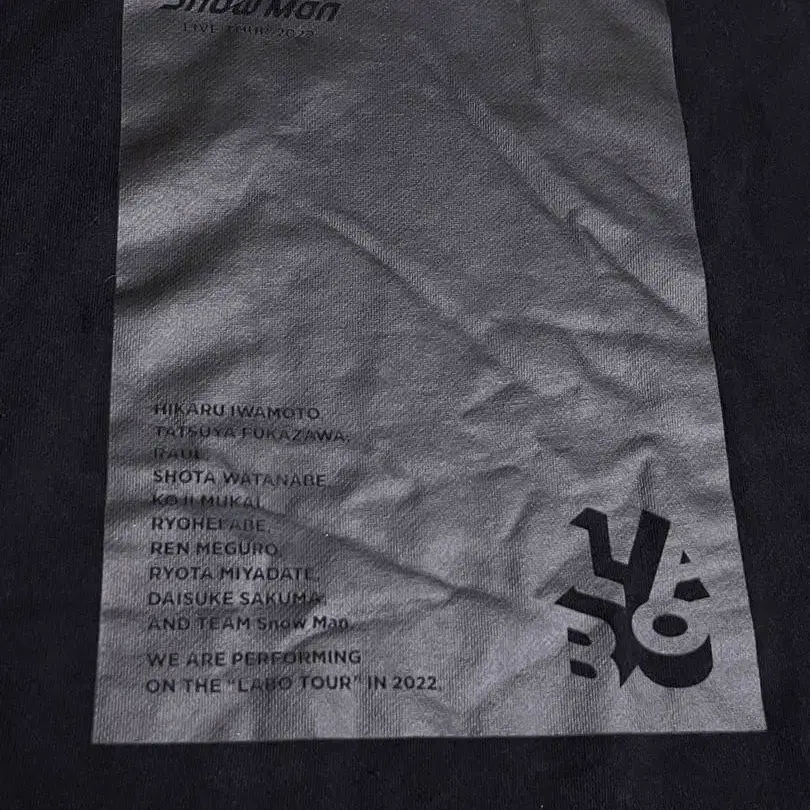 Snow Man
LIVE TOUR 2022
HIKARU IWAMOTO,
TATSUYA FUKAZAWA,
RAUL,
SHOTA WATANABE,
KOJI MUKAI,
RYOHEI ABE,
REN MEGURO,
RYOTA MIYADATE,
DAISUKE SAKUMA,
AND TEAM Snow Man,
WE ARE PERFORMING
ON THE "LABO TOUR" IN 2022.
LABO